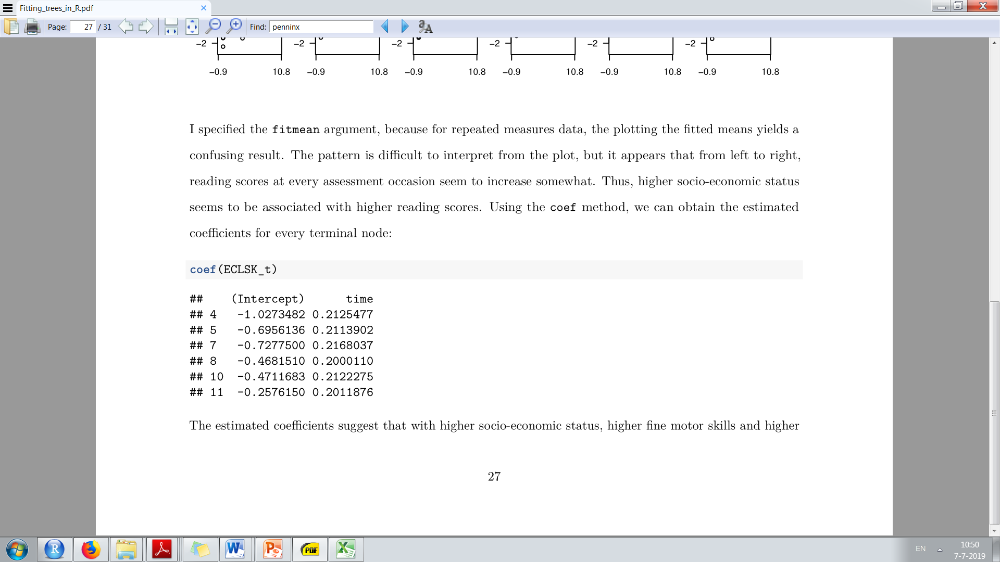 Fitting_trees_in_R.pdf
Page: 27 / 31 Find: penninx
−2 −2 −2 −2 −2 −2
−0.9 10.8 −0.9 10.8 −0.9 10.8 −0.9 10.8 −0.9 10.8 −0.9 10.8
I specified the fitmean argument, because for repeated measures data, the plotting the fitted means yields a
confusing result. The pattern is difficult to interpret from the plot, but it appears that from left to right,
reading scores at every assessment occasion seem to increase somewhat. Thus, higher socio-economic status
seems to be associated with higher reading scores. Using the coef method, we can obtain the estimated
coefficients for every terminal node:
coef(ECLSK_t)
## (Intercept) time
## 4 -1.0273482 0.2125477
## 5 -0.6956136 0.2113902
## 7 -0.7277500 0.2168037
## 8 -0.4681510 0.2000110
## 10 -0.4711683 0.2122275
## 11 -0.2576150 0.2011876
The estimated coefficients suggest that with higher socio-economic status, higher fine motor skills and higher
27
EN 10:50
7-7-2019